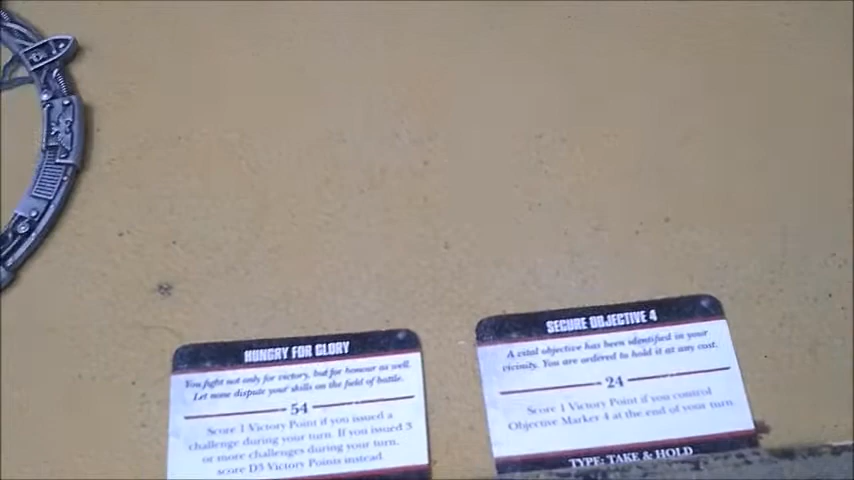 HUNGRY FOR GLORY
You fight not only for victory, but for honour as well.
Let none dispute your skills on the field of battle.
54
Score 1 Victory Point if you issued a
challenge during your turn. If you issued 3
or more challenges during your turn,
score D3 Victory Points instead.
SECURE OBJECTIVE 4
A vital objective has been identified in your
vicinity. You are ordered to hold it at any cost.
24
Score 1 Victory Point if you control
Objective Marker 4 at the end of your turn.
TYPE: TAKE & HOLD